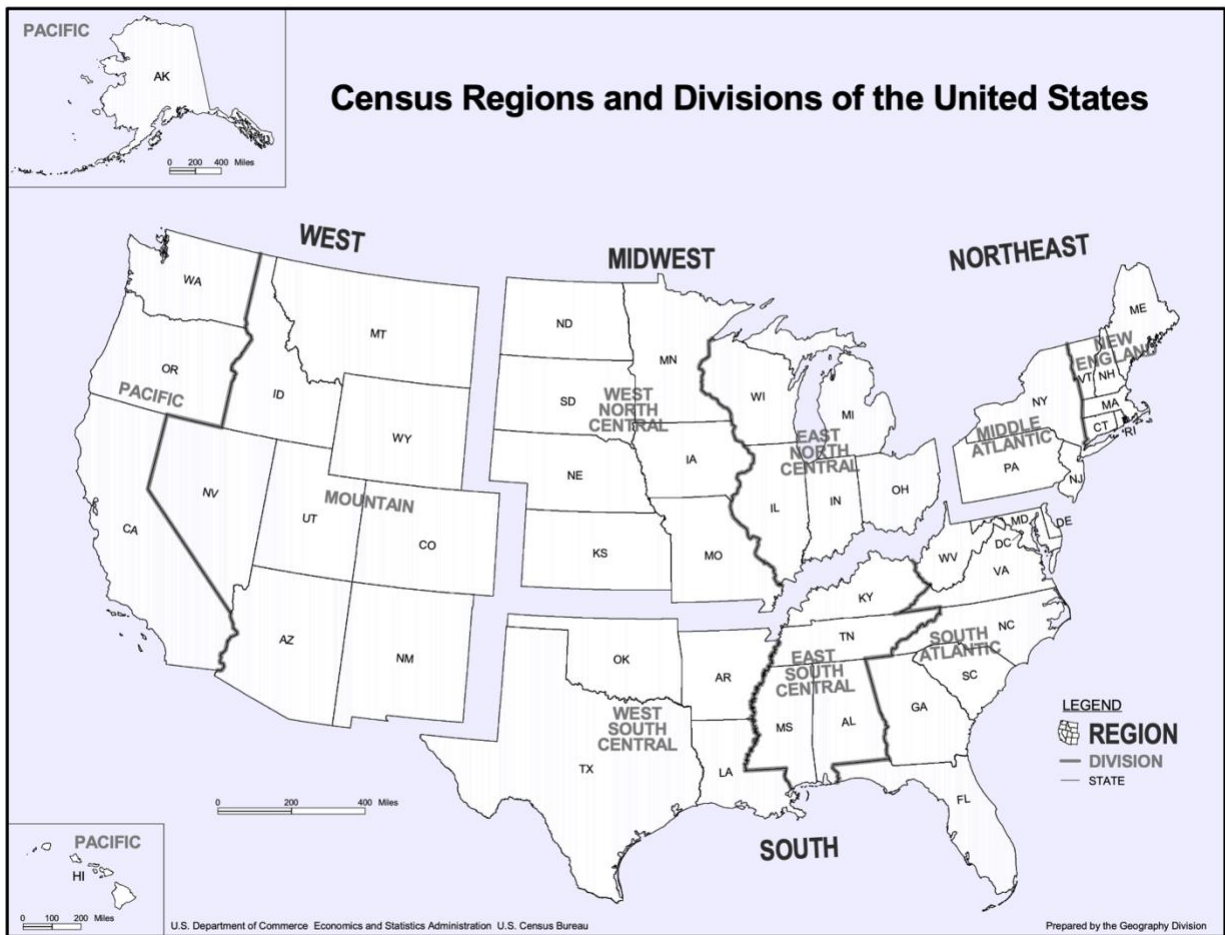 PACIFIC
AK
0 200 400 Miles
Census Regions and Divisions of the United States
WEST
MIDWEST
NORTHEAST
WA
MT
OR
ID
PACIFIC
WY
NV
UT
MOUNTAIN
CO
CA
AZ
NM
ND
MN
SD
WEST
NORTH
CENTRAL
NE
IA
KS
MO
WI
MI
EAST
NORTH
CENTRAL
IL
IN
OH
ME
NEW
ENGLAND
VT
NH
NY
MA
CT
RI
MIDDLE
ATLANTIC
PA
NJ
MD
DE
WV
DC
VA
KY
NC
TN
SOUTH
ATLANTIC
EAST
SOUTH
CENTRAL
SC
OK
AR
GA
MS
AL
WEST
SOUTH
CENTRAL
TX
LA
FL
SOUTH
LEGEND
REGION
DIVISION
STATE
0 200 400 Miles
PACIFIC
HI
0 100 200 Miles
U.S. Department of Commerce Economics and Statistics Administration U.S. Census Bureau
Prepared by the Geography Division